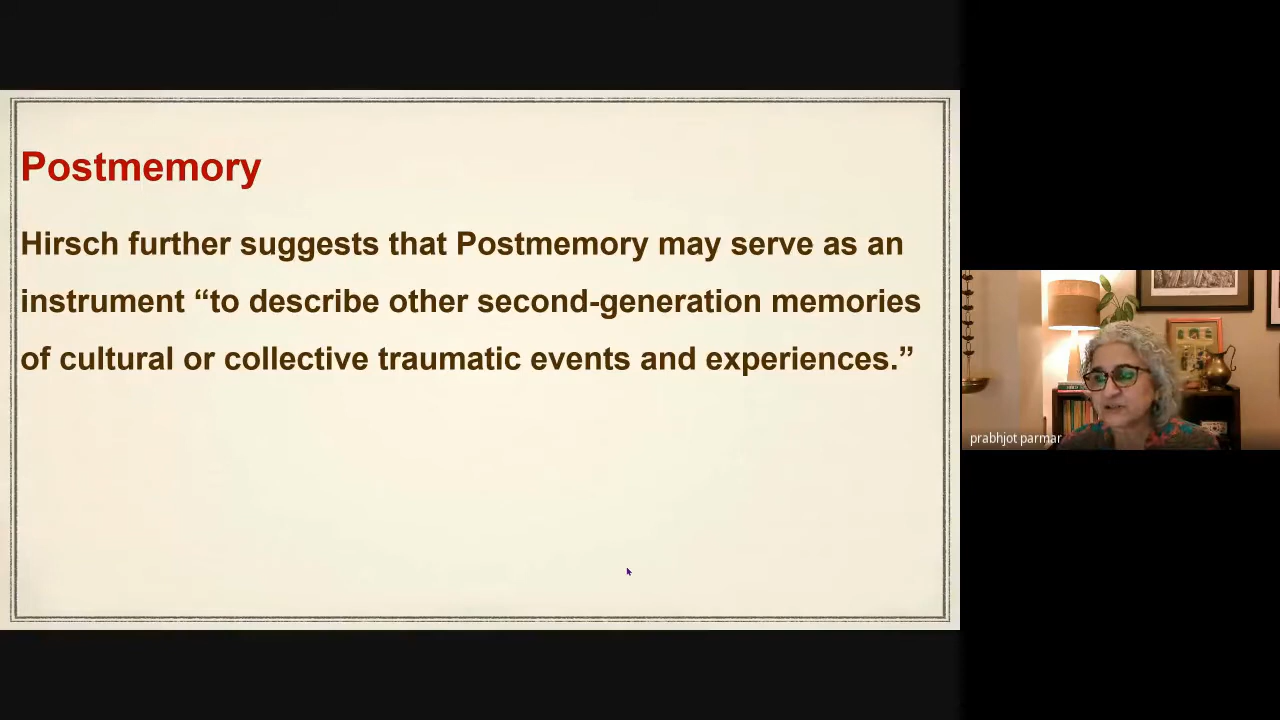 Postmemory
Hirsch further suggests that Postmemory may serve as an
instrument “to describe other second-generation memories
of cultural or collective traumatic events and experiences.”
prabhjot parmar